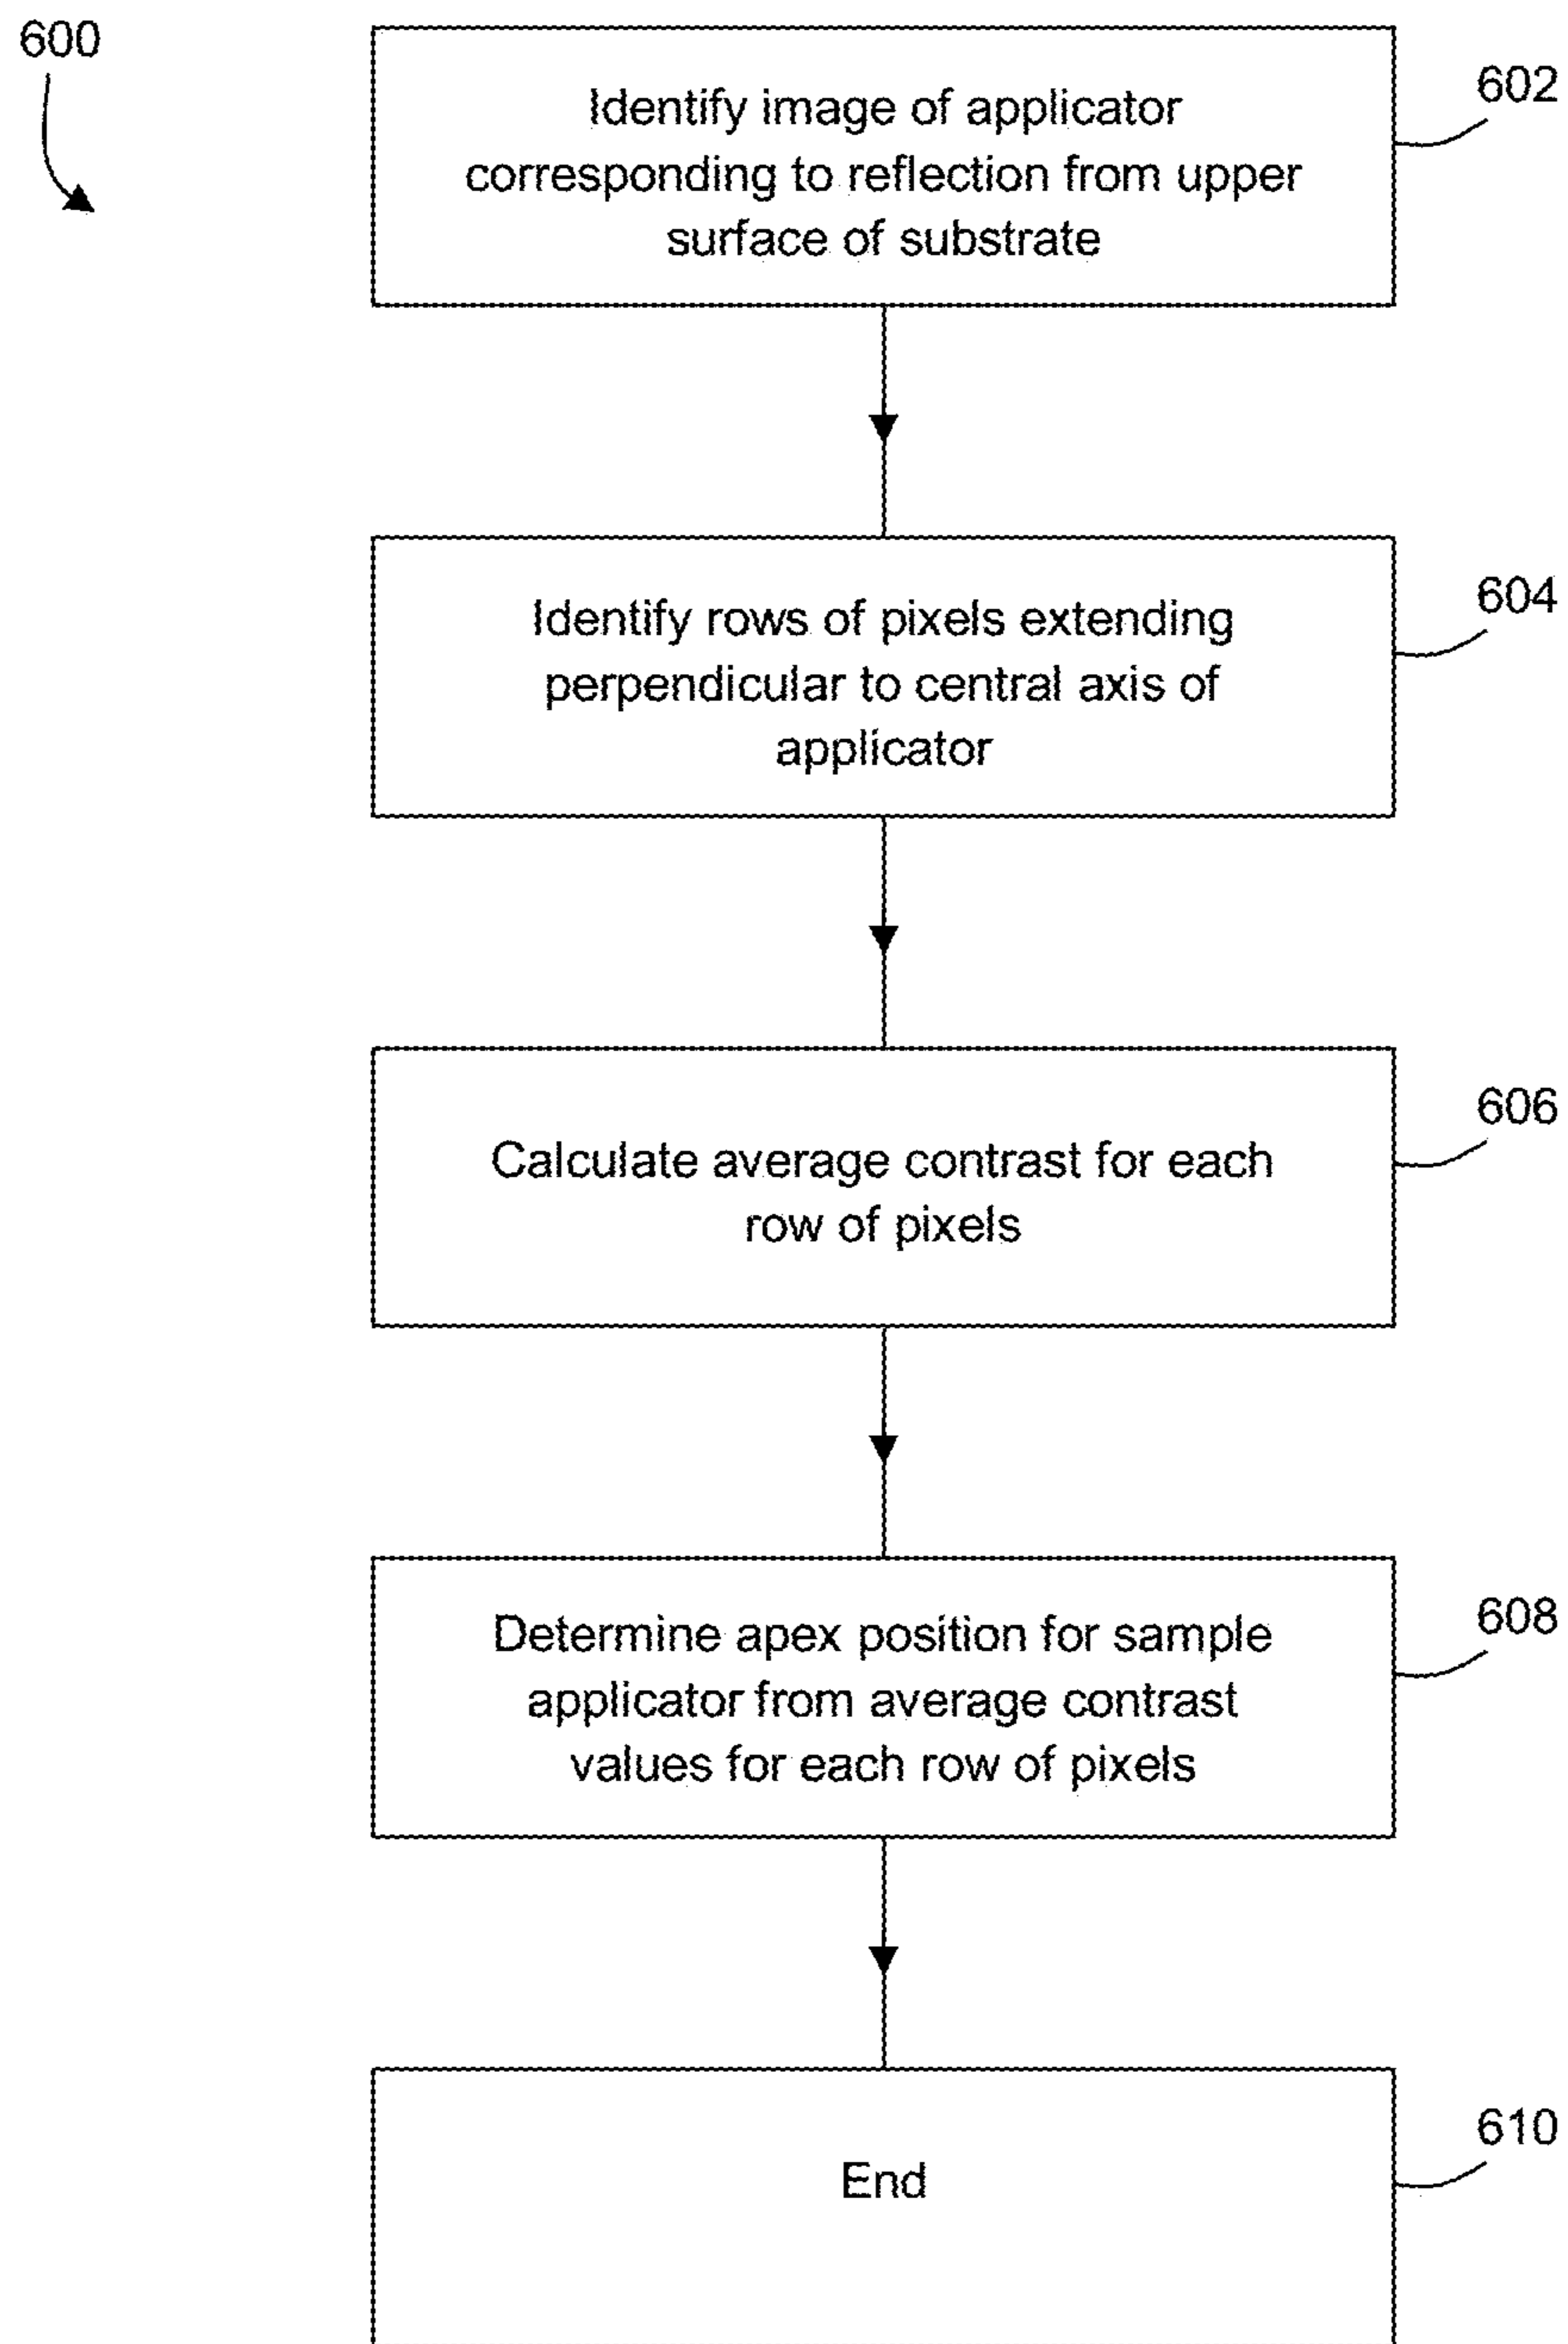 600
602
Identify image of applicator
corresponding to reflection from upper
surface of substrate
604
Identify rows of pixels extending
perpendicular to central axis of
applicator
606
Calculate average contrast for each
row of pixels
608
Determine apex position for sample
applicator from average contrast
values for each row of pixels
610
End